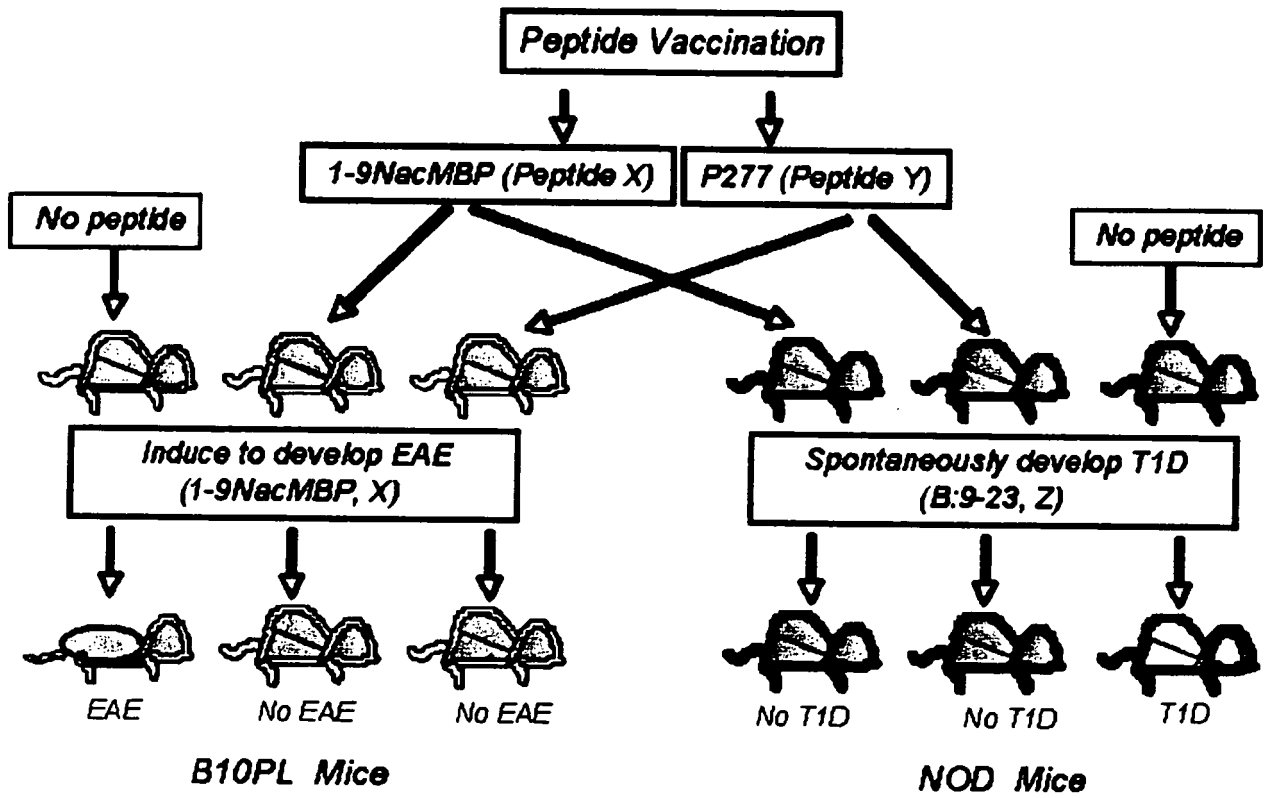 Peptide Vaccination
1-9NacMBP (Peptide X)
P277 (Peptide Y)
No peptide
No peptide
Induce to develop EAE
(1-9NacMBP, X)
Spontaneously develop T1D
(B:9-23, Z)
EAE
No EAE
No EAE
No T1D
No T1D
T1D
B10PL Mice
NOD Mice